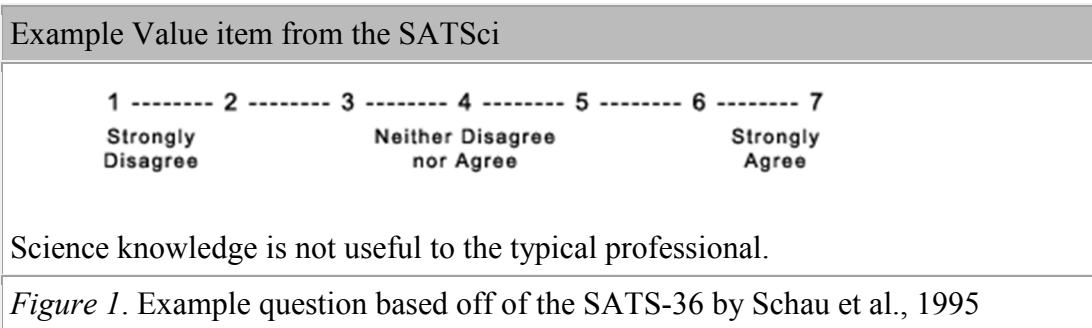 Example Value item from the SATSci
1 -------- 2 -------- 3 -------- 4 -------- 5 -------- 6 -------- 7
Strongly Neither Disagree Strongly
Disagree nor Agree Agree
Science knowledge is not useful to the typical professional.
Figure 1. Example question based off of the SATS-36 by Schau et al., 1995